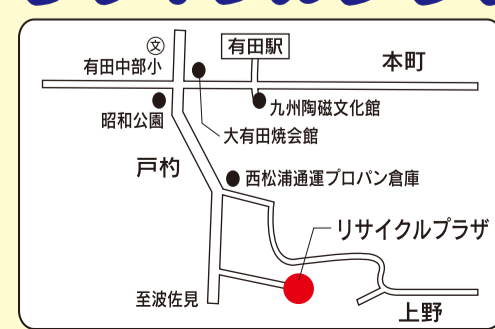 文
有田駅
有田中部小
本町
昭和公園
九州陶磁文化館
大有田焼会館
戸杓
西松浦通運プロパン倉庫
リサイクルプラザ
至波佐見
上野